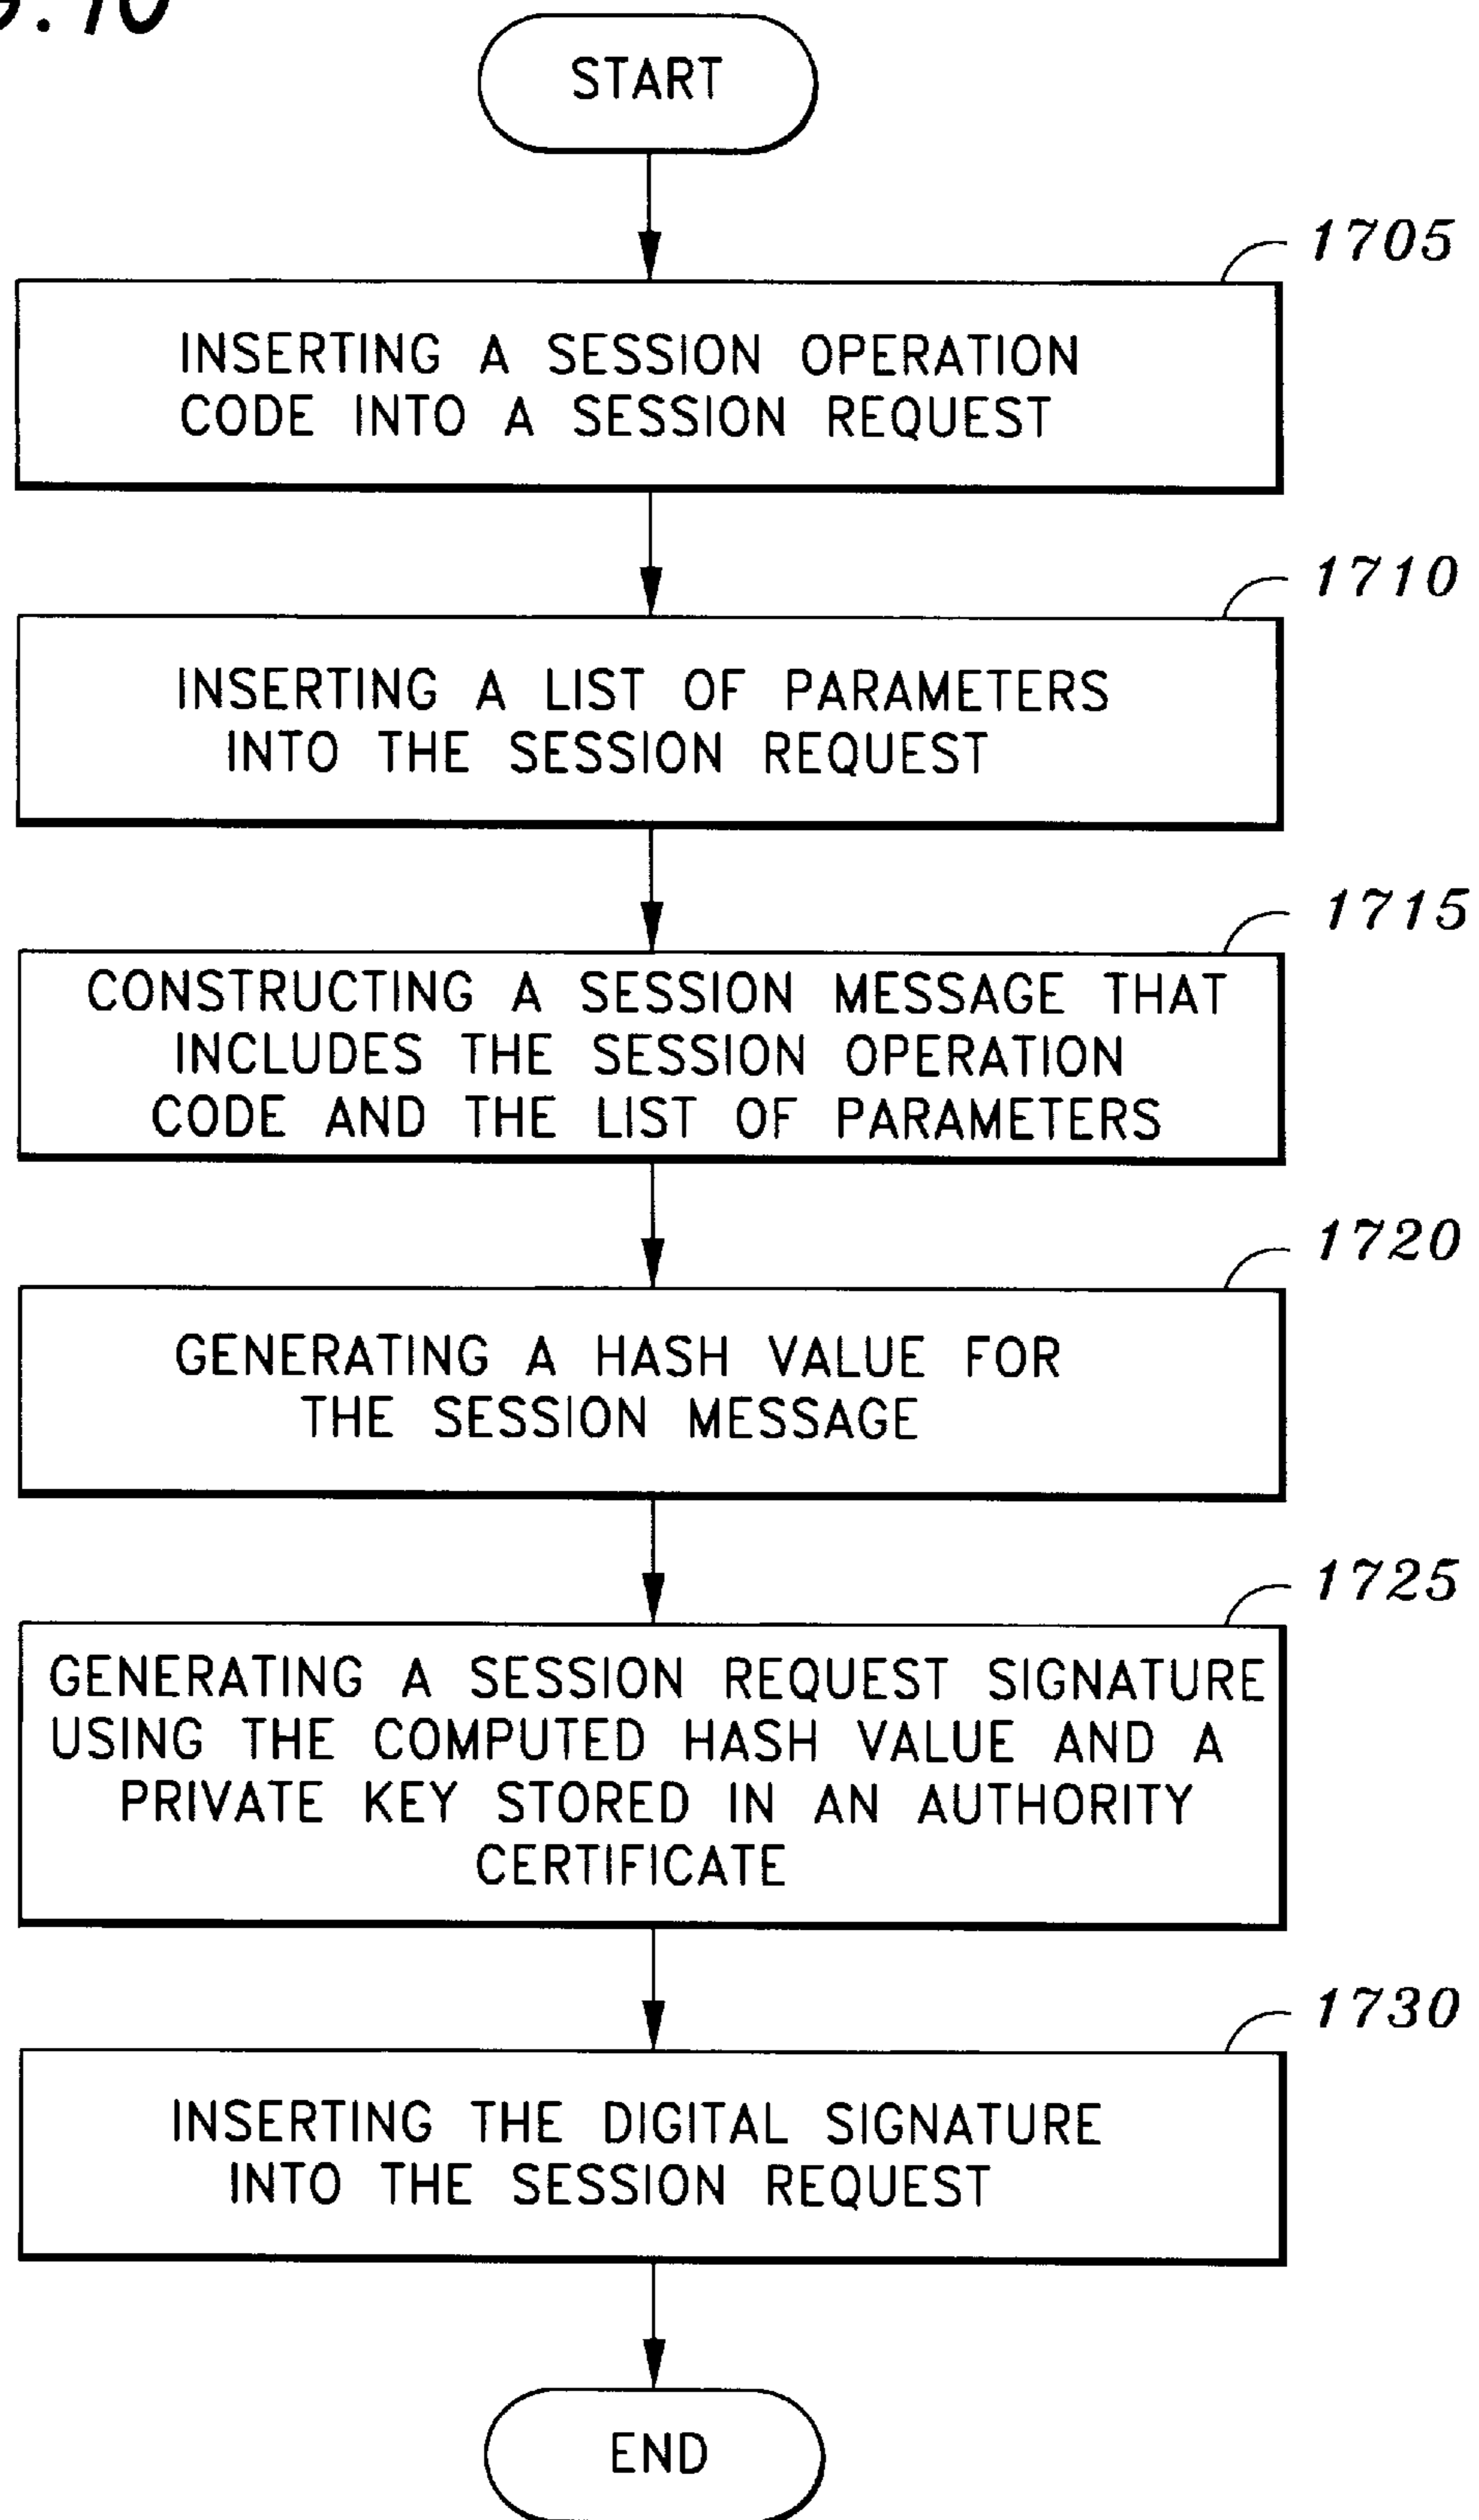 START
1705
INSERTING A SESSION OPERATION
CODE INTO A SESSION REQUEST
1710
INSERTING A LIST OF PARAMETERS
INTO THE SESSION REQUEST
1715
CONSTRUCTING A SESSION MESSAGE THAT
INCLUDES THE SESSION OPERATION
CODE AND THE LIST OF PARAMETERS
1720
GENERATING A HASH VALUE FOR
THE SESSION MESSAGE
1725
GENERATING A SESSION REQUEST SIGNATURE
USING THE COMPUTED HASH VALUE AND A
PRIVATE KEY STORED IN AN AUTHORITY
CERTIFICATE
1730
INSERTING THE DIGITAL SIGNATURE
INTO THE SESSION REQUEST
END